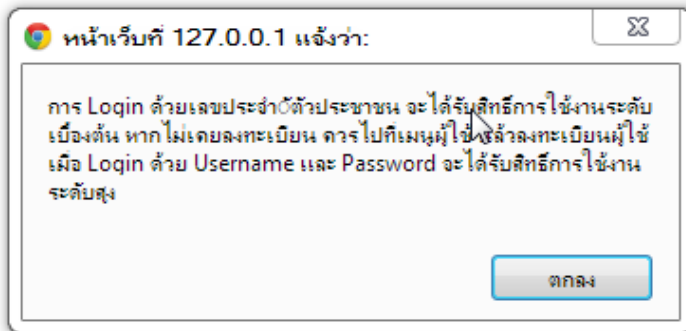 หน้าเว็บที่ 127.0.0.1 แจ้งว่า:
การ Login ด้วยเลขประจำัตัวประชาชน จะได้รับสิทธิ์การใช้งานระดับ
เบื้องต้น หากไม่เคยลงทะเบียน ควรไปที่เมนูผู้ใช้ แล้วลงทะเบียนผู้ใช้
เมื่อ Login ด้วย Username และ Password จะได้รับสิทธิ์การใช้งาน
ระดับสูง
ตกลง